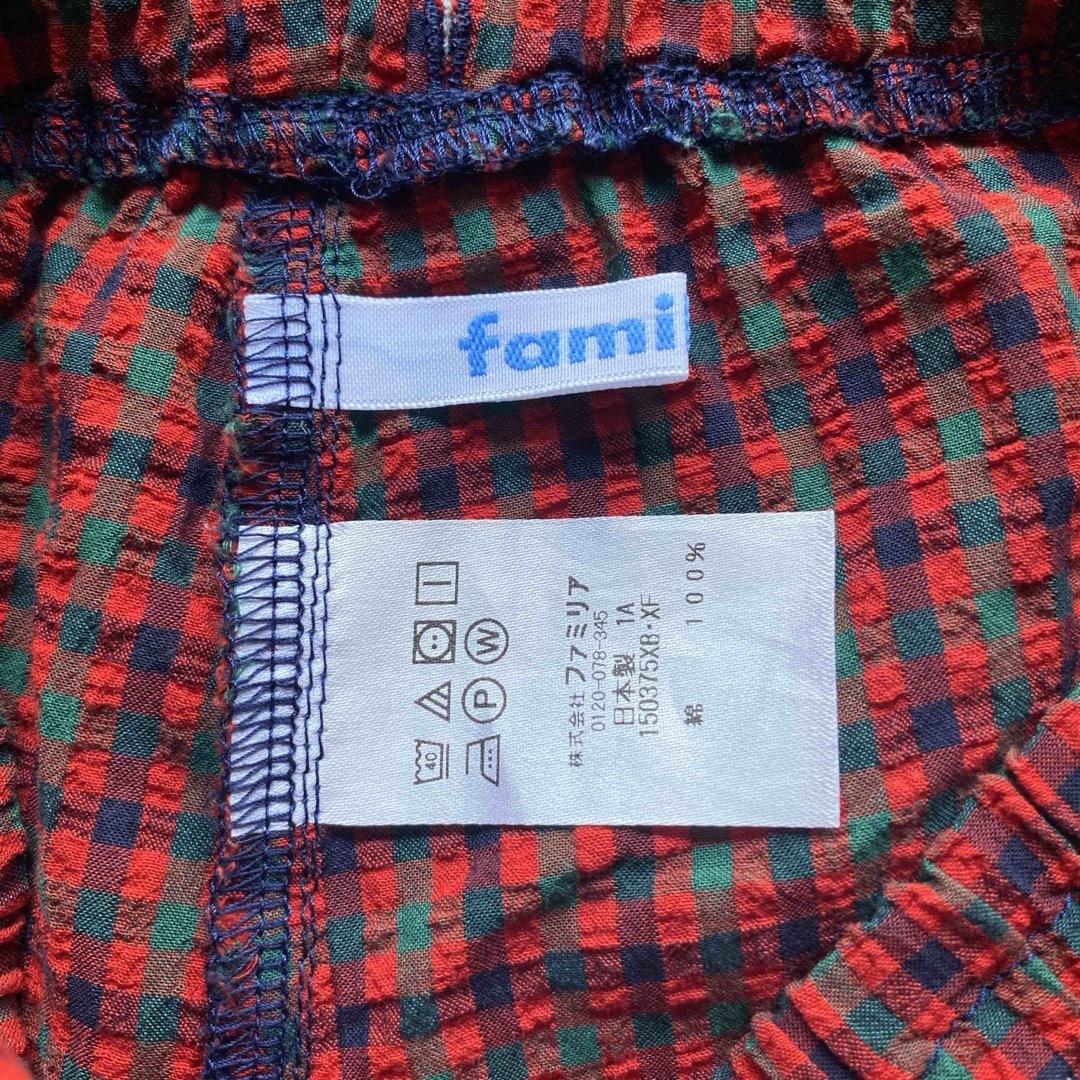 fami
40
P
W
株式会社 ファミリア
0120-078-345
日本製 1A
150375XB・XF
綿 100%